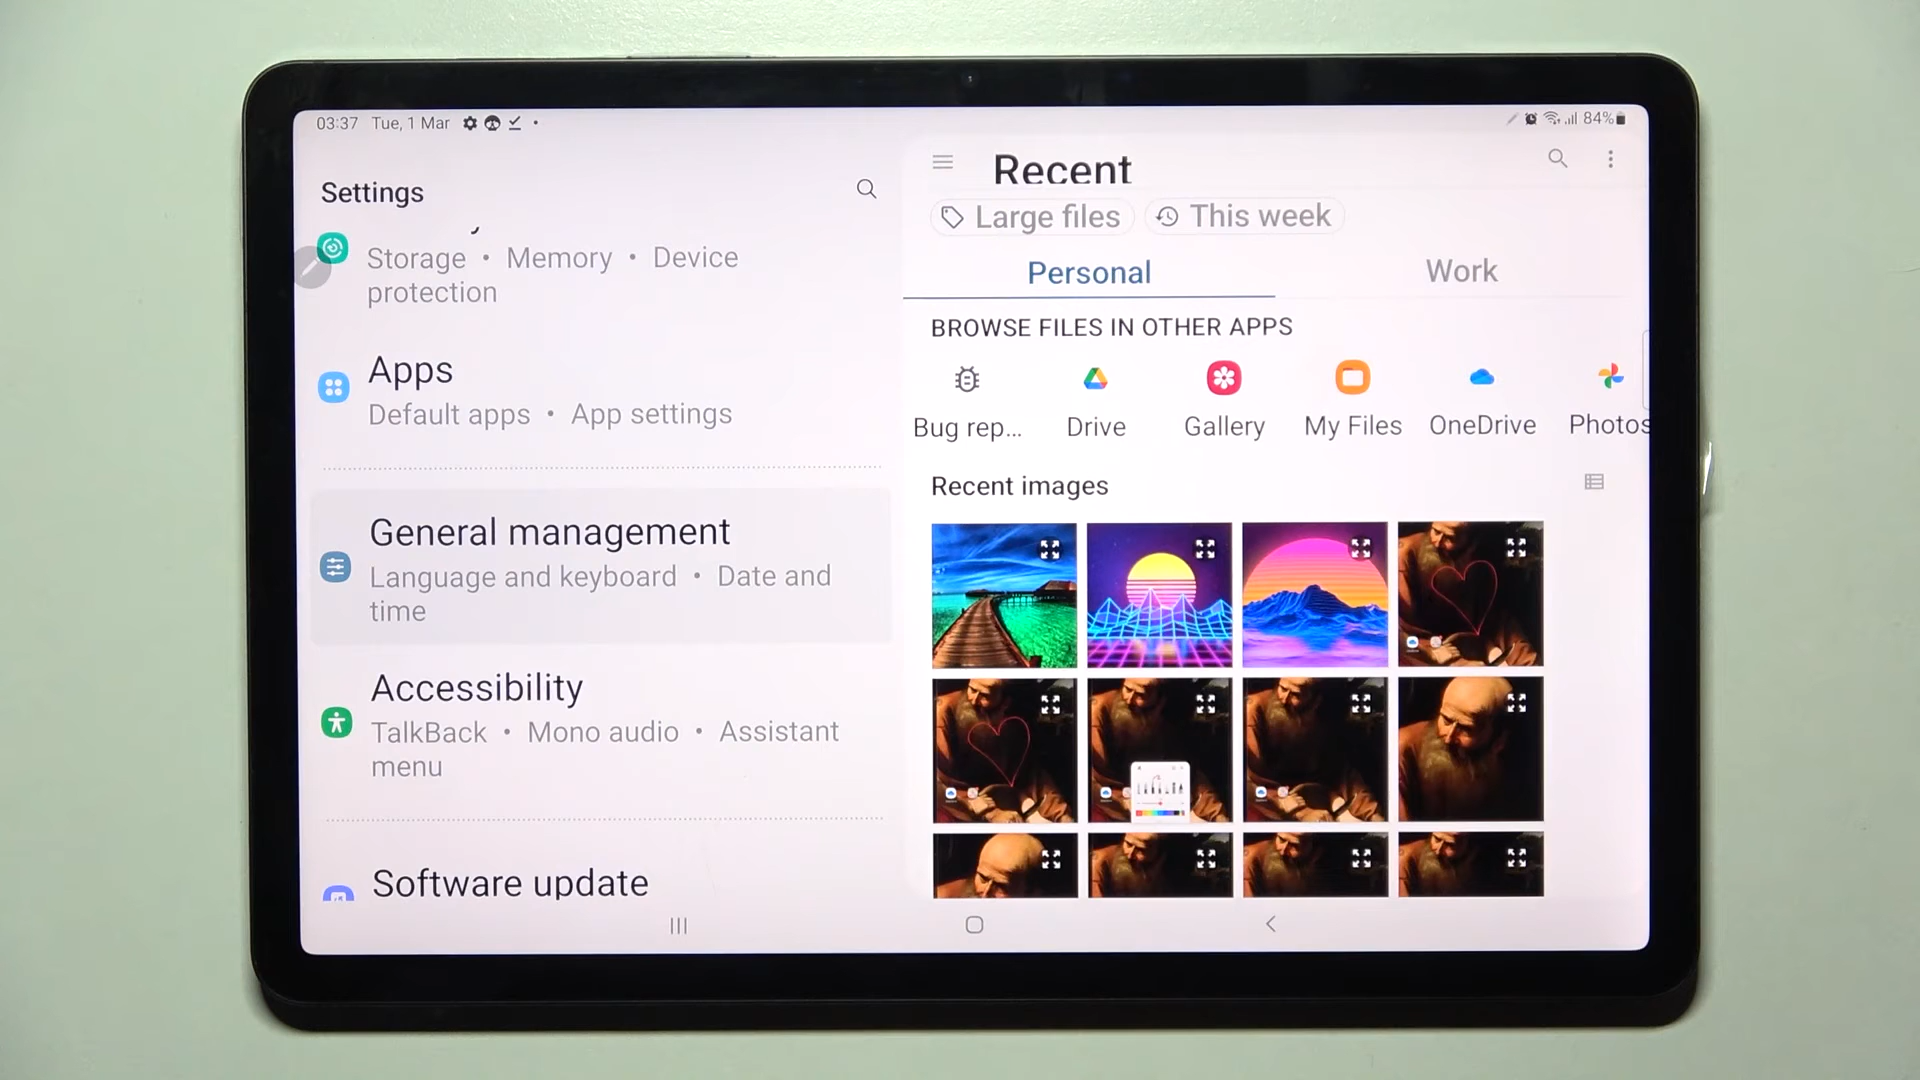 03:37 Tue, 1 Mar
84%
Settings
Storage • Memory • Device
protection
Apps
Default apps • App settings
General management
Language and keyboard • Date and
time
Accessibility
TalkBack • Mono audio • Assistant
menu
Software update
Recent
Large files
This week
Personal
Work
BROWSE FILES IN OTHER APPS
Bug rep...
Drive
Gallery
My Files
OneDrive
Photos
Recent images